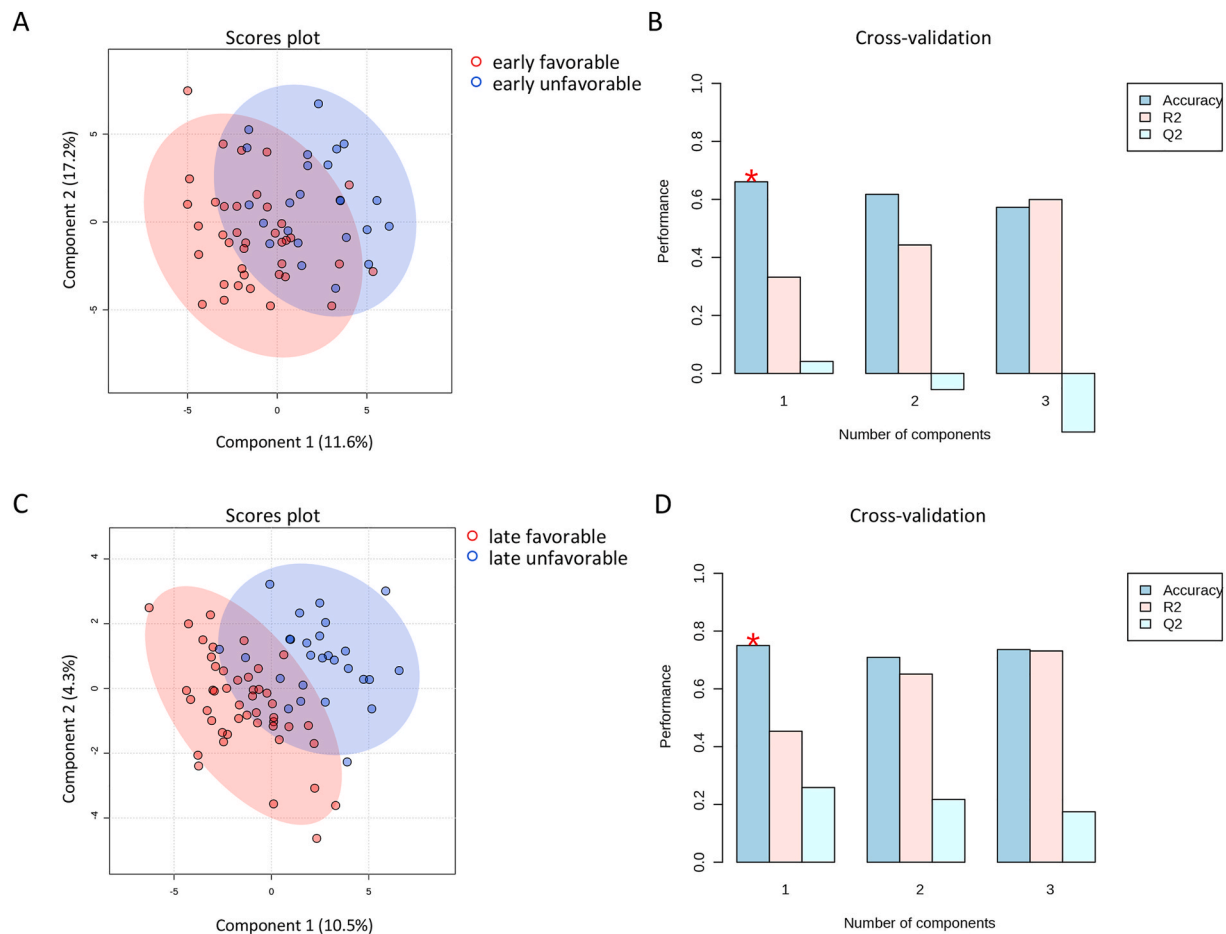 A
Scores plot
early favorable
early unfavorable
Component 2 (17.2%)
5
0
-5
-5
0
5
Component 1 (11.6%)
B
Cross-validation
Accuracy
R2
Q2
Performance
1.0
0.8
0.6
0.4
0.2
0.0
*
1
2
3
Number of components
C
Scores plot
late favorable
late unfavorable
Component 2 (4.3%)
4
2
0
-2
-4
-5
0
5
Component 1 (10.5%)
D
Cross-validation
Accuracy
R2
Q2
Performance
1.0
0.8
0.6
0.4
0.2
0.0
*
1
2
3
Number of components